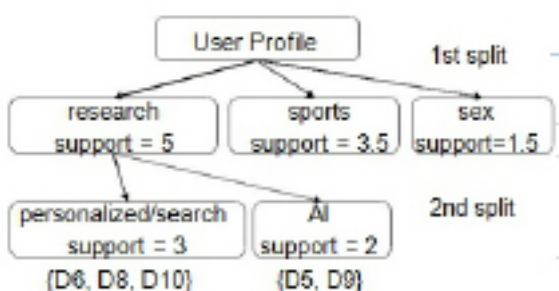 User Profile
1st split
research
support = 5
sports
support = 3.5
sex
support=1.5
personalized/search
support = 3
AI
support = 2
2nd split
{D6, D8, D10}
{D5, D9}